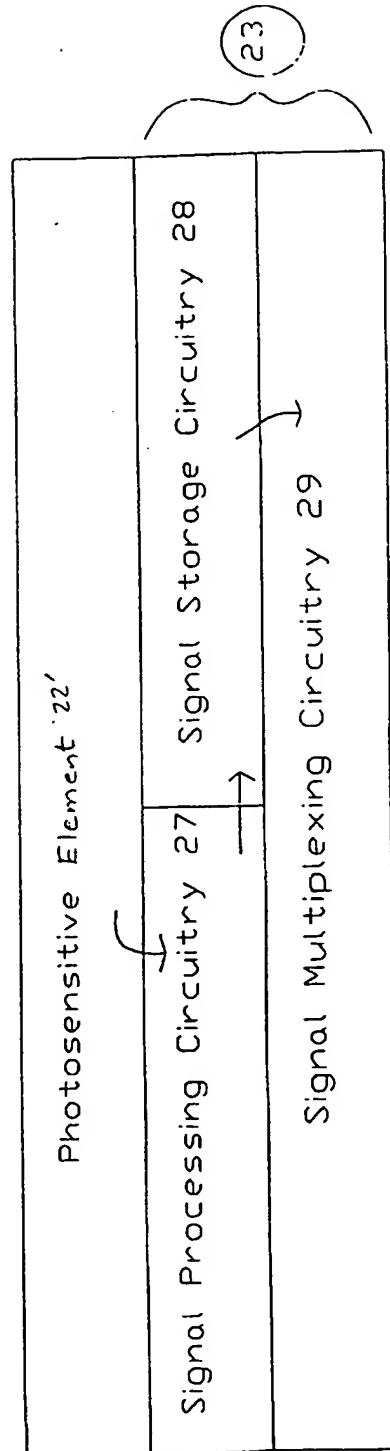 Photosensitive Element 22'
Signal Processing Circuitry 27
Signal Storage Circuitry 28
Signal Multiplexing Circuitry 29
23